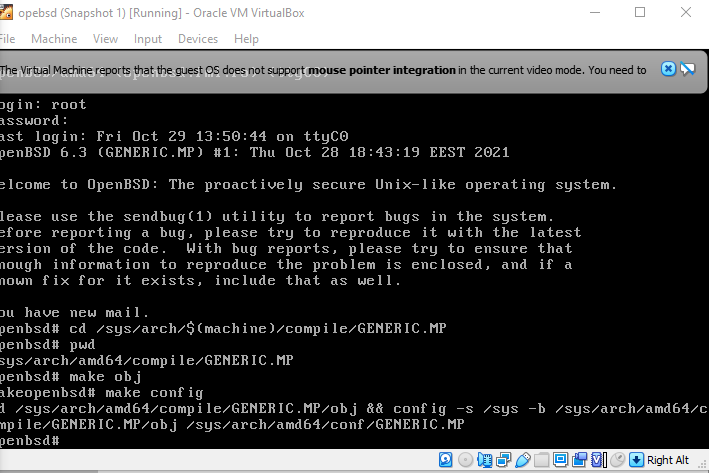 opebsd (Snapshot 1) [Running] - Oracle VM VirtualBox
File Machine View Input Devices Help
The Virtual Machine reports that the guest OS does not support mouse pointer integration in the current video mode. You need to
ogin: root
assword:
ast login: Fri Oct 29 13:50:44 on ttyC0
penBSD 6.3 (GENERIC.MP) #1: Thu Oct 28 18:43:19 EEST 2021
elcome to OpenBSD: The proactively secure Unix-like operating system.
lease use the sendbug(1) utility to report bugs in the system.
efore reporting a bug, please try to reproduce it with the latest
ersion of the code.  With bug reports, please try to ensure that
nough information to reproduce the problem is enclosed, and if a
nown fix for it exists, include that as well.
ou have new mail.
penbsd# cd /sys/arch/$(machine)/compile/GENERIC.MP
penbsd# pwd
sys/arch/amd64/compile/GENERIC.MP
penbsd# make obj
akeopenbsd# make config
d /sys/arch/amd64/compile/GENERIC.MP/obj && config -s /sys -b /sys/arch/amd64/c
mpile/GENERIC.MP/obj /sys/arch/amd64/conf/GENERIC.MP
penbsd#
Right Alt